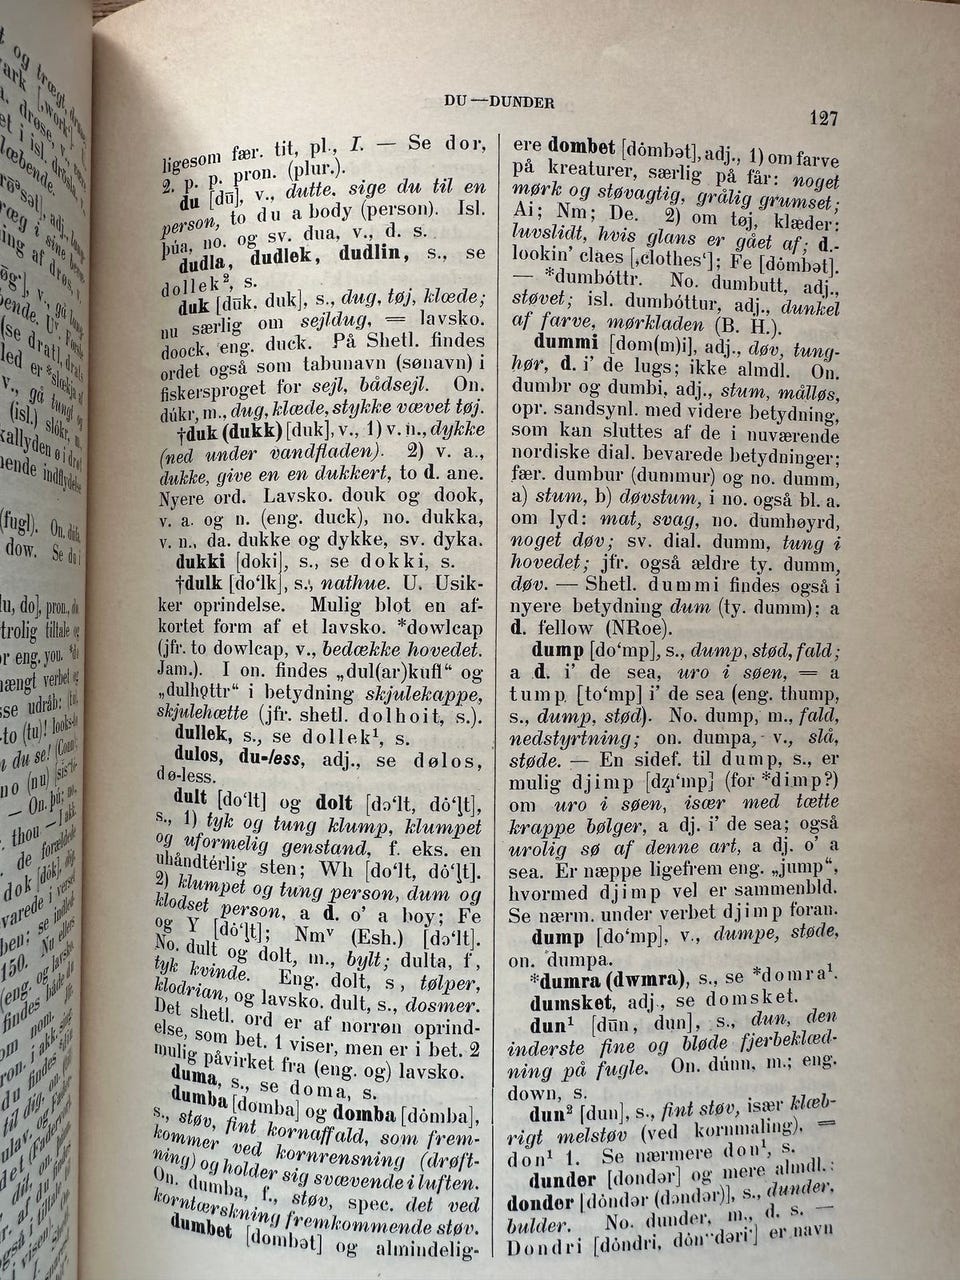 DU—DUNDER
127
ligesom fær. tit, pl., I. — Se dor,
2. p. p. pron. (plur.).
du [dū], v., dutte. sige du til en
person, to du a body (person). Isl.
þúa, no. og sv. dua, v., d. s.
dudla, dudlek, dudlin, s., se
dollek², s.
duk [dūk, duk], s., dug, tøj, klæde;
nu særlig om sejldug, = lavsko.
doock, eng. duck. På Shetl. findes
ordet også som tabunavn (sønavn) i
fiskersproget for sejl, bådsejl. On.
dúkr, m., dug, klæde, stykke vævet tøj.
†duk (dukk) [duk], v., 1) v. n., dykke
(ned under vandfladen). 2) v. a.,
dukke, give en en dukkert, to d. ane.
Nyere ord. Lavsko. douk og dook,
v. a. og n. (eng. duck), no. dukka,
v. n., da. dukke og dykke, sv. dyka.
dukki [doki], s., se dokki, s.
†dulk [do‘lk], s., nathue. U. Usik-
ker oprindelse. Mulig blot en af-
kortet form af et lavsko. *dowlcap
(jfr. to dowlcap, v., bedække hovedet.
Jam.). I on. findes „dul(ar)kufl“ og
„dulhǫttr“ i betydning skjulekappe,
skjulehætte (jfr. shetl. dolhoit, s.).
dullek, s., se dollek¹, s.
dulos, du-less, adj., se dølos,
dø-less.
dult [do‘lt] og dolt [dɔ‘lt, dȯ‘l̡t],
s., 1) tyk og tung klump, klumpet
og uformelig genstand, f. eks. en
uhåndtérlig sten; Wh [do‘lt, dȯ‘l̡t].
2) klumpet og tung person, dum og
klodset person, a d. o’ a boy; Fe
og Y [dȯ‘l̡t]; Nmᵛ (Esh.) [dɔ‘lt].
No. dult og dolt, m., bylt; dulta, f,
tyk kvinde. Eng. dolt, s, tølper,
klodrian, og lavsko. dult, s., dosmer.
Det shetl. ord er af norrøn oprind-
else, som bet. 1 viser, men er i bet. 2
mulig påvirket fra (eng. og) lavsko.
duma, s., se doma, s.
dumba [domba] og domba [dȯmba],
s., støv, fint kornaffald, som frem-
kommer ved kornrensning (drøft-
ning) og holder sig svævende i luften.
On. dumba, f., støv, spec. det ved
korntærskning fremkommende støv.
dumbet [dombət] og almindelig-
ere dombet [dȯmbət], adj., 1) om farve
på kreaturer, særlig på får: noget
mørk og støvagtig, grålig grumset;
Ai; Nm; De. 2) om tøj, klæder:
luvslidt, hvis glans er gået af; d.-
lookin’ claes [‚clothes‘]; Fe [dȯmbət].
— *dumbóttr. No. dumbutt, adj.,
støvet; isl. dumbóttur, adj., dunkel
af farve, mørkladen (B. H.).
dummi [dom(m)i], adj., døv, tung-
hør, d. i’ de lugs; ikke almdl. On.
dumbr og dumbi, adj., stum, målløs,
opr. sandsynl. med videre betydning,
som kan sluttes af de i nuværende
nordiske dial. bevarede betydninger;
fær. dumbur (dummur) og no. dumm,
a) stum, b) døvstum, i no. også bl. a.
om lyd: mat, svag, no. dumhøyrd,
noget døv; sv. dial. dumm, tung i
hovedet; jfr. også ældre ty. dumm,
døv. — Shetl. dummi findes også i
nyere betydning dum (ty. dumm); a
d. fellow (NRoe).
dump [do‘mp], s., dump, stød, fald;
a d. i’ de sea, uro i søen, = a
tump [to‘mp] i’ de sea (eng. thump,
s., dump, stød). No. dump, m., fald,
nedstyrtning; on. dumpa, v., slå,
støde. — En sidef. til dump, s., er
mulig djimp [dʒi‘mp] (for *dimp?)
om uro i søen, især med tætte
krappe bølger, a dj. i’ de sea; også
urolig sø af denne art, a dj. o’ a
sea. Er næppe ligefrem eng. „jump“,
hvormed djimp vel er sammenbld.
Se nærm. under verbet djimp foran.
dump [do‘mp], v., dumpe, støde,
on. dumpa.
*dumra (dwmra), s., se *domra¹.
dumsket, adj., se domsket.
dun¹ [dūn, dun], s., dun, den
inderste fine og bløde fjerbeklæd-
ning på fugle. On. dúnn, m.; eng.
down, s.
dun² [dun], s., fint støv, især klæb-
rigt melstøv (ved kornmaling), =
don¹ 1. Se nærmere don¹, s.
dunder [dondər] og mere almdl.:
donder [dȯndər (dɔndər)], s., dunder,
bulder. No. dunder, m., d. s. —
Dondri [dȯndri, dȯn··dəri·] er navn